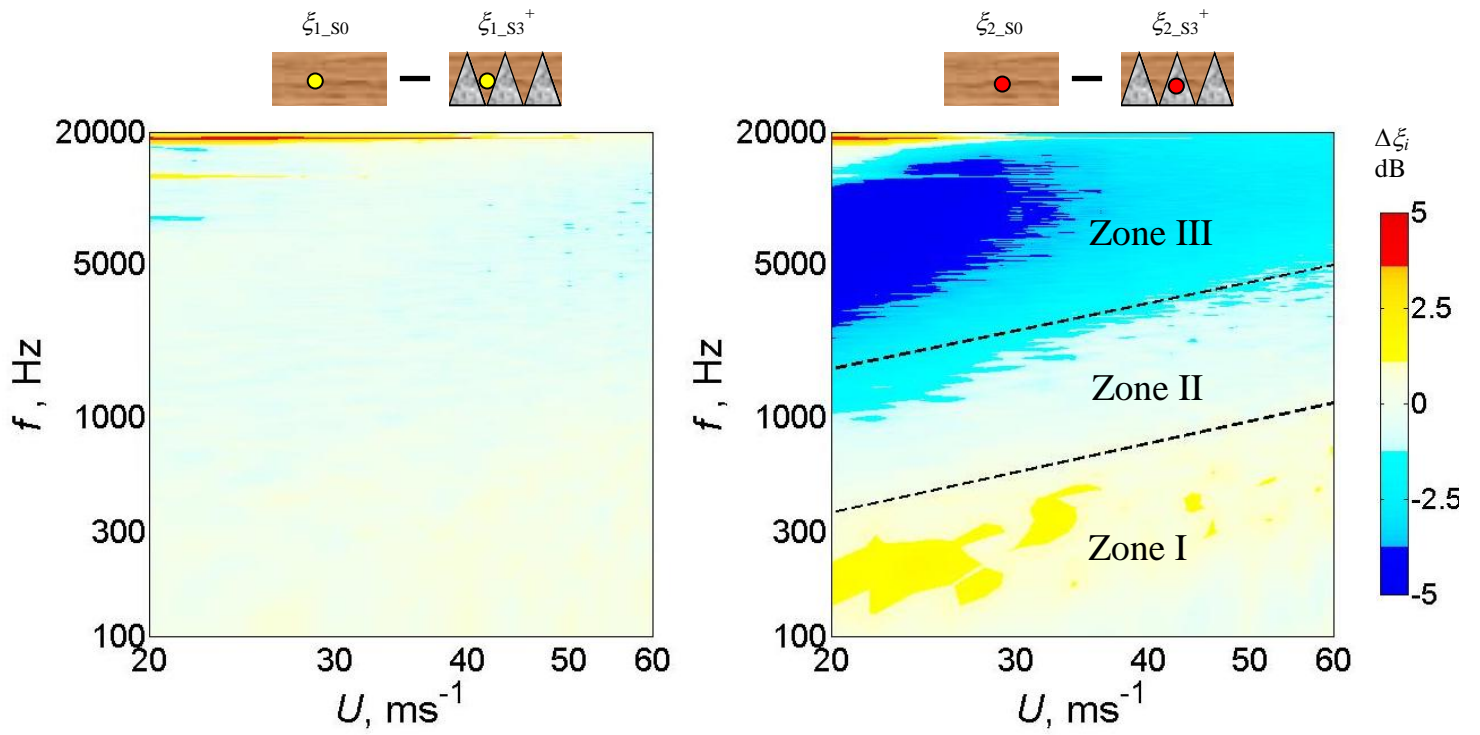 ξ1_S0 ξ1_S3+ ξ2_S0 ξ2_S3+
20000
5000
1000
300
100
f , Hz
20 30 40 50 60
U, ms-1
20000
5000
1000
300
100
f , Hz
Zone III
Zone II
Zone I
20 30 40 50 60
U, ms-1
Δξi
dB
5
2.5
0
-2.5
-5